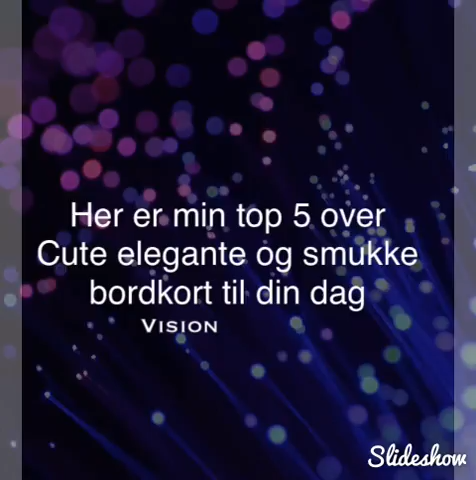 Her er min top 5 over
Cute elegante og smukke
bordkort til din dag
VISION
Slideshow